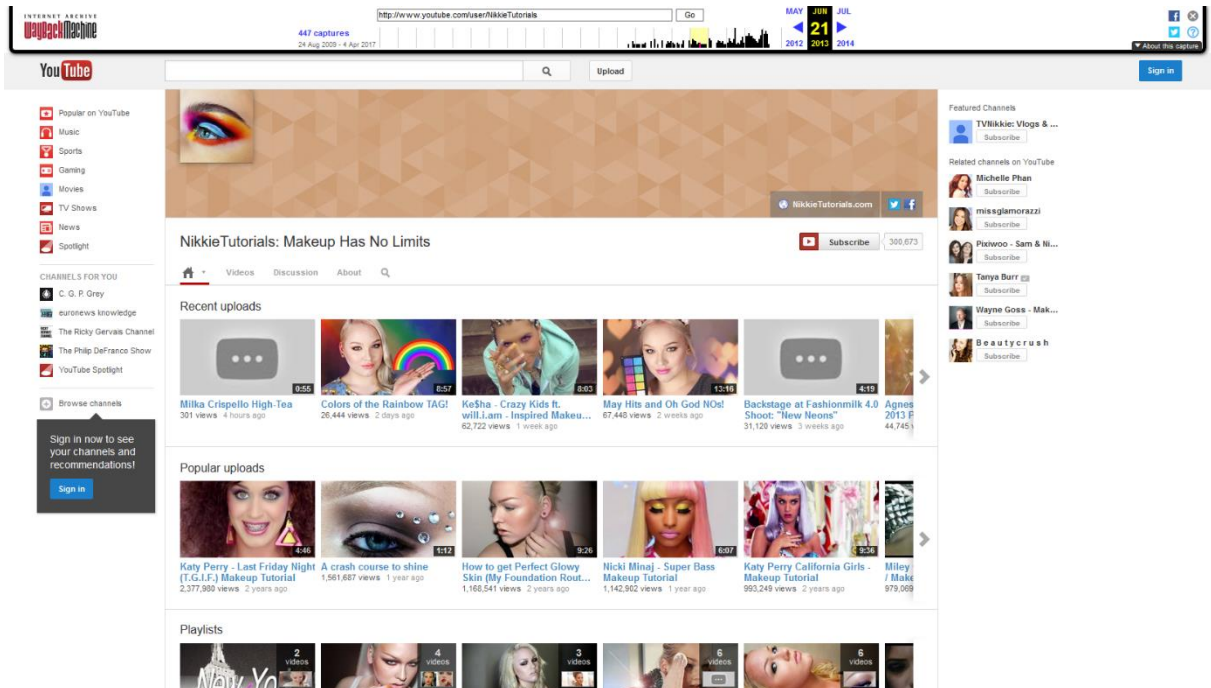 INTERNET ARCHIVE
WayBackMachine
http://www.youtube.com/user/NikkieTutorials
Go
447 captures
24 Aug 2009 - 4 Apr 2017
MAY JUN JUL
21
2012 2013 2014
About this capture
YouTube
Upload
Sign in
Popular on YouTube
Music
Sports
Gaming
Movies
TV Shows
News
Spotlight
CHANNELS FOR YOU
C. G. P. Grey
euronews knowledge
The Ricky Gervais Channel
The Philip DeFranco Show
YouTube Spotlight
Browse channels
Sign in now to see
your channels and
recommendations!
Sign in
NikkieTutorials.com
NikkieTutorials: Makeup Has No Limits
Subscribe 300,673
Videos Discussion About
Recent uploads
0:55
8:57
8:03
13:16
4:19
Milka Crispello High-Tea
301 views 4 hours ago
Colors of the Rainbow TAG!
26,444 views 2 days ago
Ke$ha - Crazy Kids ft.
will.i.am - Inspired Makeu...
62,722 views 1 week ago
May Hits and Oh God NOs!
67,448 views 2 weeks ago
Backstage at Fashionmilk 4.0
Shoot: "New Neons"
31,120 views 3 weeks ago
Agnes
2013 F
44,745 v
Popular uploads
4:46
1:12
9:26
6:07
9:36
Katy Perry - Last Friday Night
(T.G.I.F.) Makeup Tutorial
2,377,980 views 2 years ago
A crash course to shine
1,561,687 views 1 year ago
How to get Perfect Glowy
Skin (My Foundation Rout...
1,168,541 views 2 years ago
Nicki Minaj - Super Bass
Makeup Tutorial
1,142,902 views 1 year ago
Katy Perry California Girls -
Makeup Tutorial
993,249 views 2 years ago
Miley
/ Make
979,069
Playlists
2
videos
4
videos
3
videos
6
videos
6
videos
Featured Channels
TVNikkie: Vlogs & ...
Subscribe
Related channels on YouTube
Michelle Phan
Subscribe
missglamorazzi
Subscribe
Pixiwoo - Sam & Ni...
Subscribe
Tanya Burr
Subscribe
Wayne Goss - Mak...
Subscribe
B e a u t y c r u s h
Subscribe